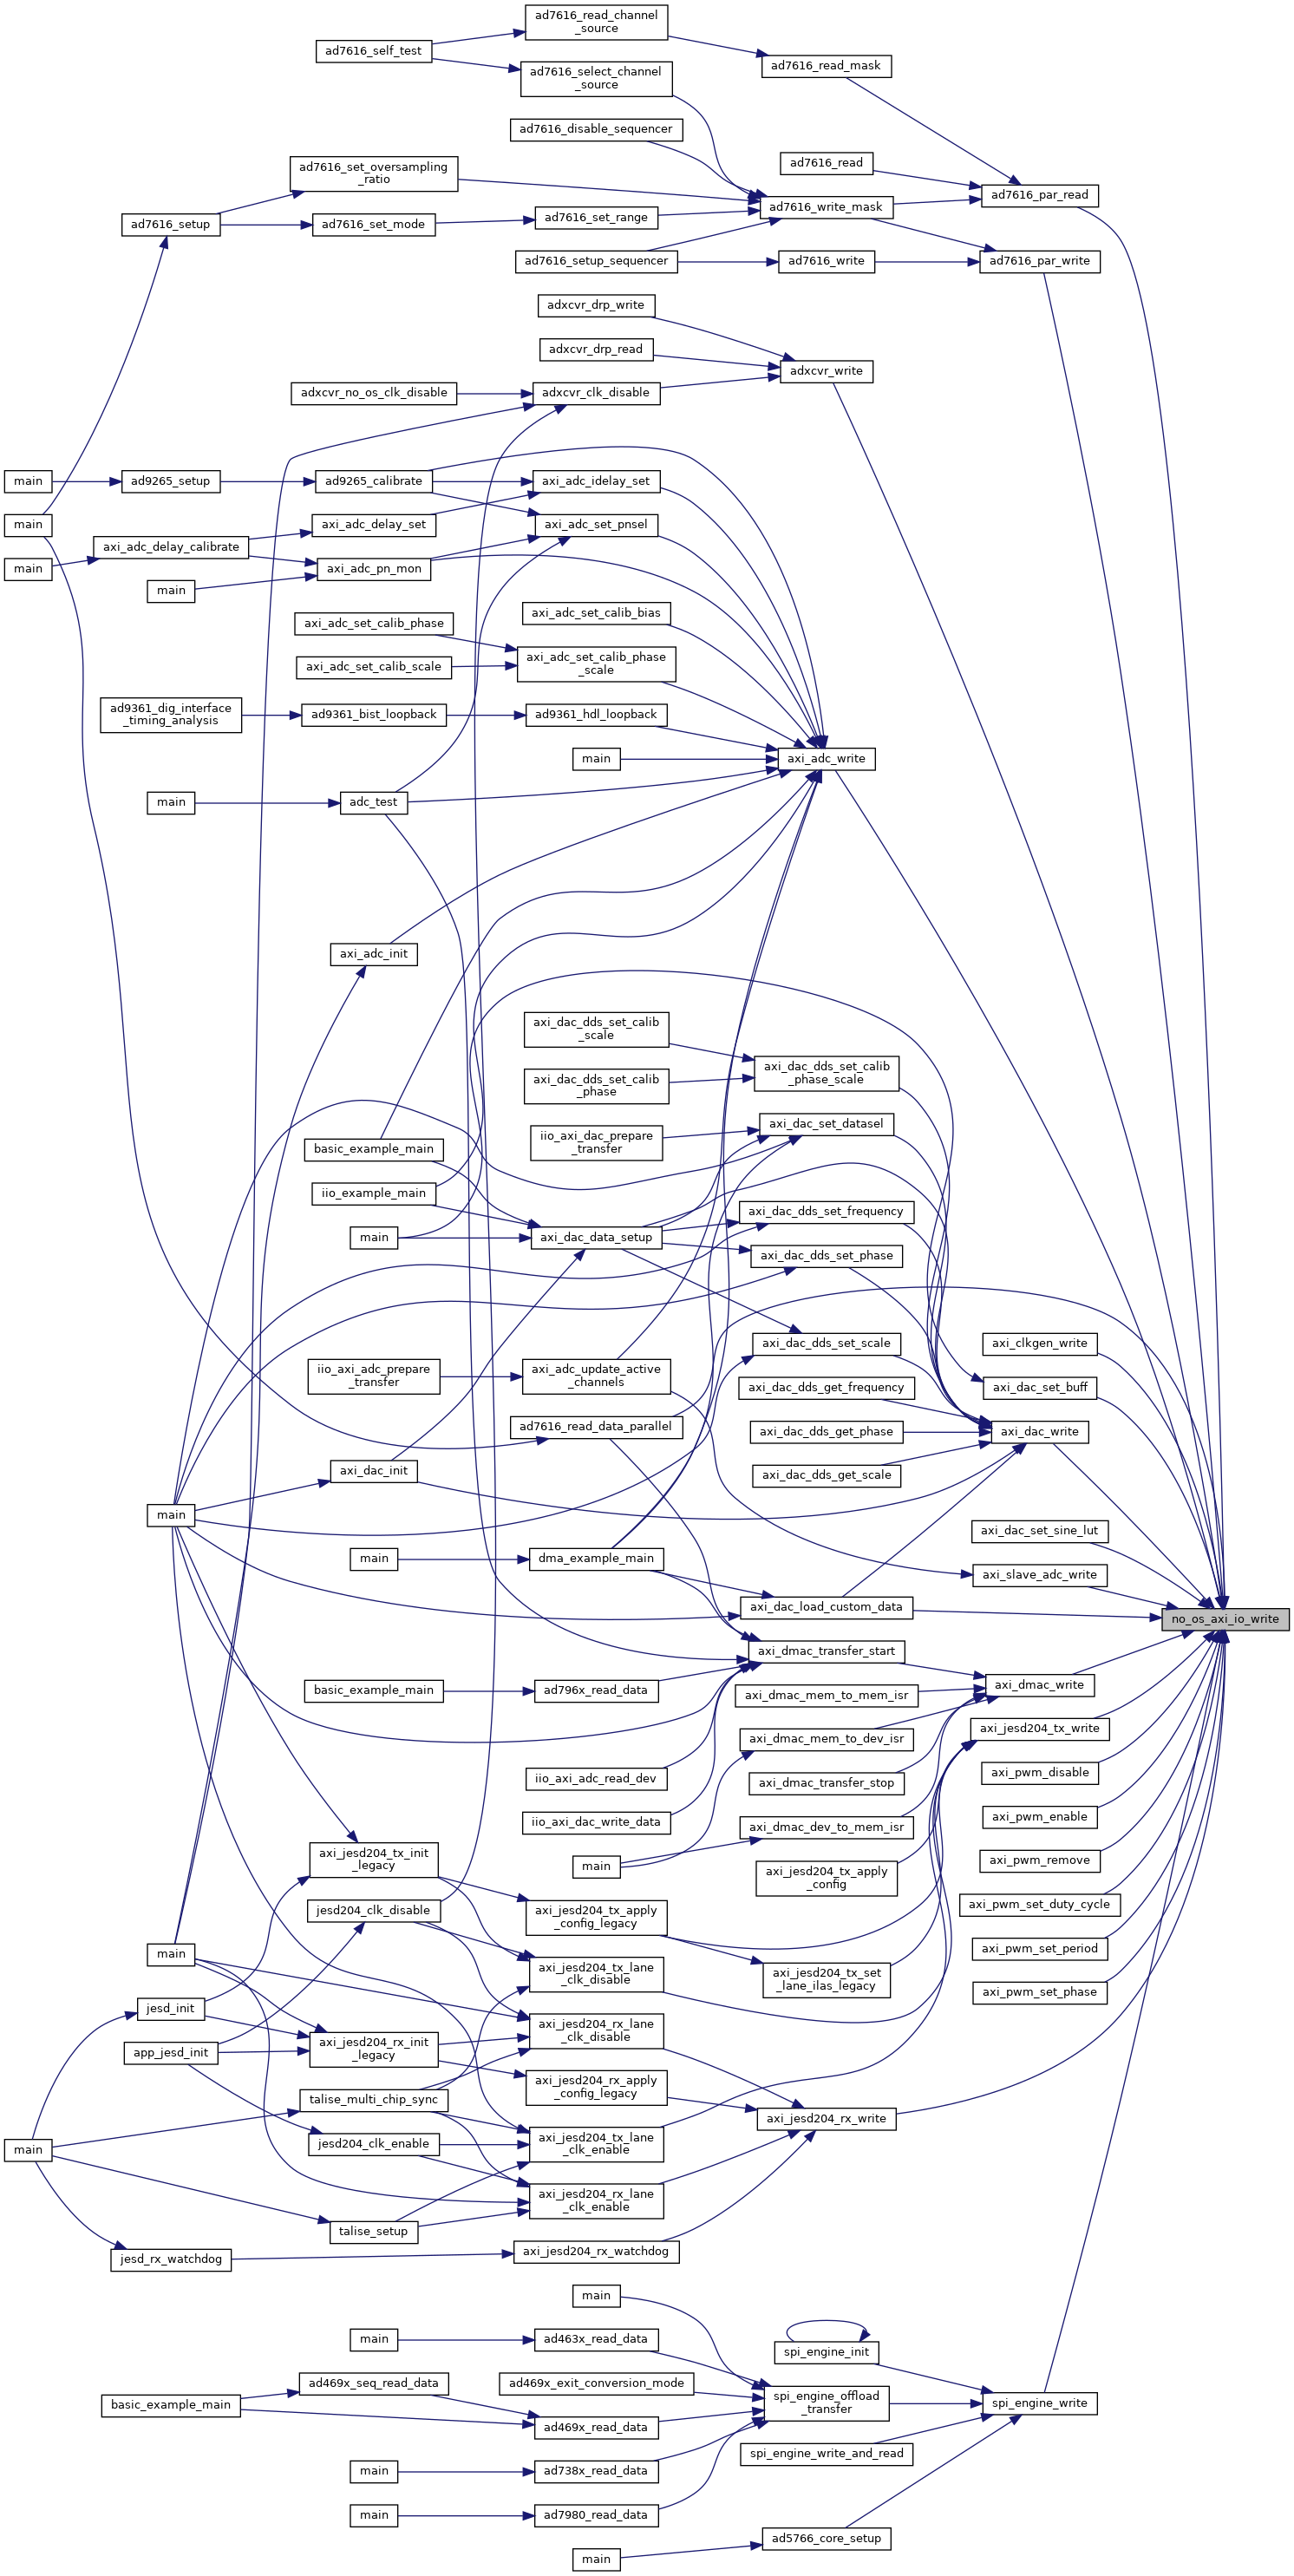 ad7616_read_channel
_source
ad7616_self_test
ad7616_read_mask
ad7616_select_channel
_source
ad7616_disable_sequencer
ad7616_read
ad7616_set_oversampling
_ratio
ad7616_par_read
ad7616_write_mask
ad7616_setup
ad7616_set_mode
ad7616_set_range
ad7616_setup_sequencer
ad7616_write
ad7616_par_write
adxcvr_drp_write
adxcvr_drp_read
adxcvr_write
adxcvr_no_os_clk_disable
adxcvr_clk_disable
main
ad9265_setup
ad9265_calibrate
axi_adc_idelay_set
main
axi_adc_delay_set
axi_adc_set_pnsel
axi_adc_delay_calibrate
main
axi_adc_pn_mon
main
axi_adc_set_calib_bias
axi_adc_set_calib_phase
axi_adc_set_calib_phase
_scale
axi_adc_set_calib_scale
ad9361_dig_interface
_timing_analysis
ad9361_bist_loopback
ad9361_hdl_loopback
main
axi_adc_write
main
adc_test
axi_adc_init
axi_dac_dds_set_calib
_scale
axi_dac_dds_set_calib
_phase_scale
axi_dac_dds_set_calib
_phase
axi_dac_set_datasel
iio_axi_dac_prepare
_transfer
basic_example_main
iio_example_main
axi_dac_dds_set_frequency
main
axi_dac_data_setup
axi_dac_dds_set_phase
axi_dac_dds_set_scale
axi_clkgen_write
iio_axi_adc_prepare
_transfer
axi_adc_update_active
_channels
axi_dac_dds_get_frequency
axi_dac_set_buff
ad7616_read_data_parallel
axi_dac_dds_get_phase
axi_dac_write
axi_dac_init
axi_dac_dds_get_scale
main
axi_dac_set_sine_lut
main
dma_example_main
axi_slave_adc_write
axi_dac_load_custom_data
no_os_axi_io_write
axi_dmac_transfer_start
basic_example_main
ad796x_read_data
axi_dmac_mem_to_mem_isr
axi_dmac_write
axi_dmac_mem_to_dev_isr
axi_jesd204_tx_write
iio_axi_adc_read_dev
axi_dmac_transfer_stop
axi_pwm_disable
iio_axi_dac_write_data
axi_dmac_dev_to_mem_isr
axi_pwm_enable
axi_jesd204_tx_init
_legacy
main
axi_jesd204_tx_apply
_config
axi_pwm_remove
jesd204_clk_disable
axi_jesd204_tx_apply
_config_legacy
axi_pwm_set_duty_cycle
main
axi_pwm_set_period
axi_jesd204_tx_lane
_clk_disable
axi_jesd204_tx_set
_lane_ilas_legacy
axi_pwm_set_phase
jesd_init
axi_jesd204_rx_lane
_clk_disable
app_jesd_init
axi_jesd204_rx_init
_legacy
axi_jesd204_rx_apply
_config_legacy
talise_multi_chip_sync
axi_jesd204_rx_write
main
jesd204_clk_enable
axi_jesd204_tx_lane
_clk_enable
axi_jesd204_rx_lane
_clk_enable
talise_setup
jesd_rx_watchdog
axi_jesd204_rx_watchdog
main
main
ad463x_read_data
spi_engine_init
ad469x_seq_read_data
ad469x_exit_conversion_mode
basic_example_main
spi_engine_offload
_transfer
spi_engine_write
ad469x_read_data
spi_engine_write_and_read
main
ad738x_read_data
main
ad7980_read_data
ad5766_core_setup
main